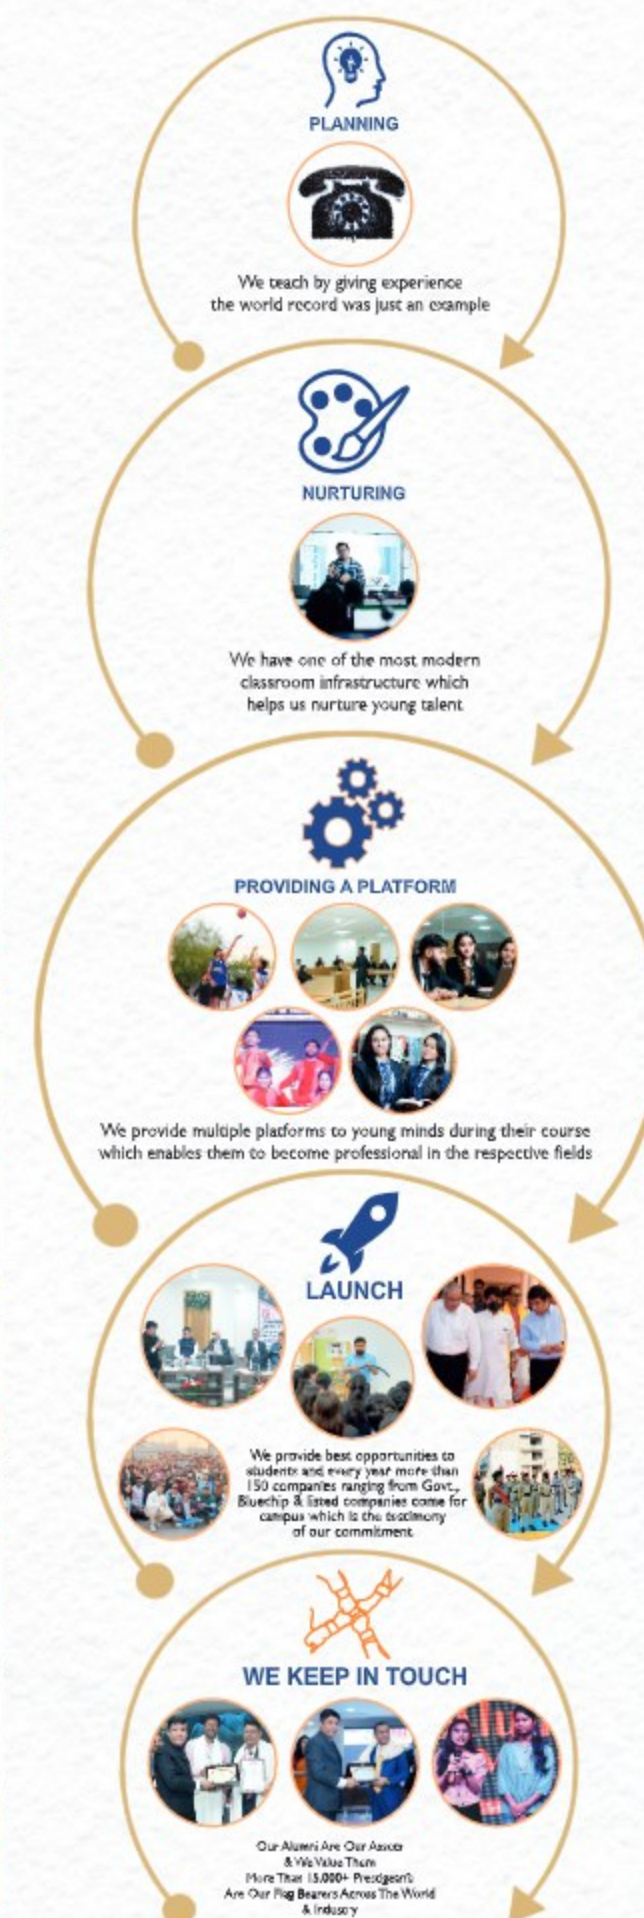 PLANNING
We teach by giving experience
the world record was just an example
NURTURING
We have one of the most modern
classroom infrastructure which
helps us nurture young talent
PROVIDING A PLATFORM
We provide multiple platforms to young minds during their course
which enables them to become professional in the respective fields
LAUNCH
We provide best opportunities to
students and every year more than
150 companies ranging from Govt.,
Bluechip & listed companies come for
campus which is the testimony
of our commitment
WE KEEP IN TOUCH
Our Alumni Are Our Assets
& We Value Them
More Than 15,000+
Are Our Flag Bearers Across The World
& Industry